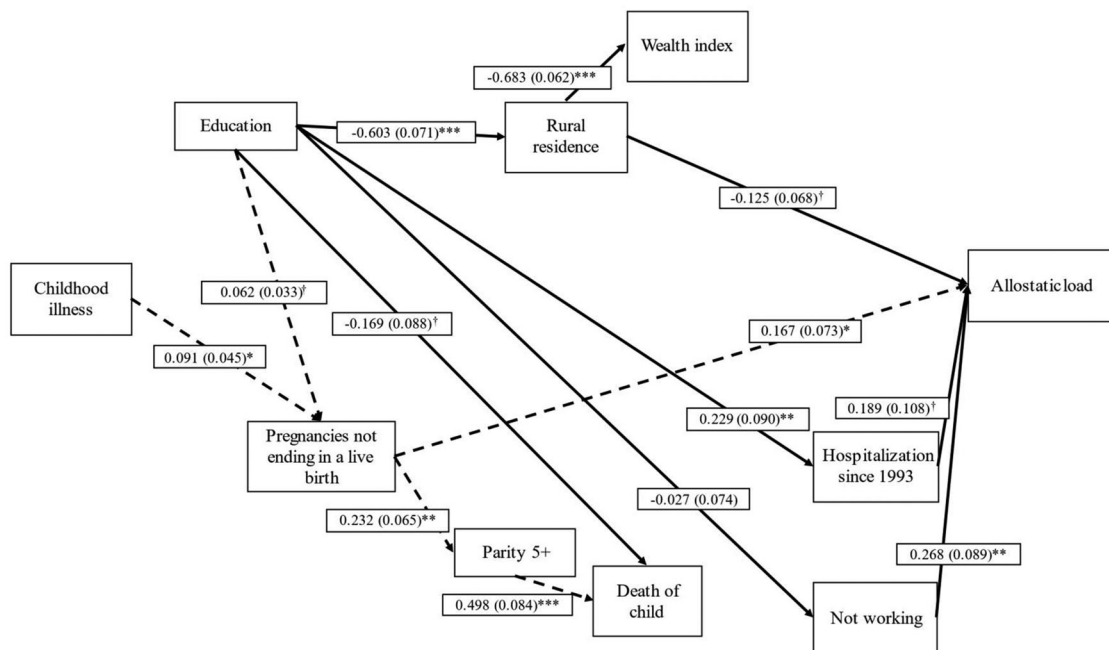 Wealth index
-0.683 (0.062)***
Education
-0.603 (0.071)***
Rural
residence
-0.125 (0.068)†
Childhood
illness
0.062 (0.033)†
-0.169 (0.088)†
0.167 (0.073)*
Allostatic load
0.091 (0.045)*
Pregnancies not
ending in a live
birth
0.229 (0.090)**
0.189 (0.108)†
Hospitalization
since 1993
-0.027 (0.074)
0.232 (0.065)**
Parity 5+
0.268 (0.089)**
0.498 (0.084)***
Death of
child
Not working